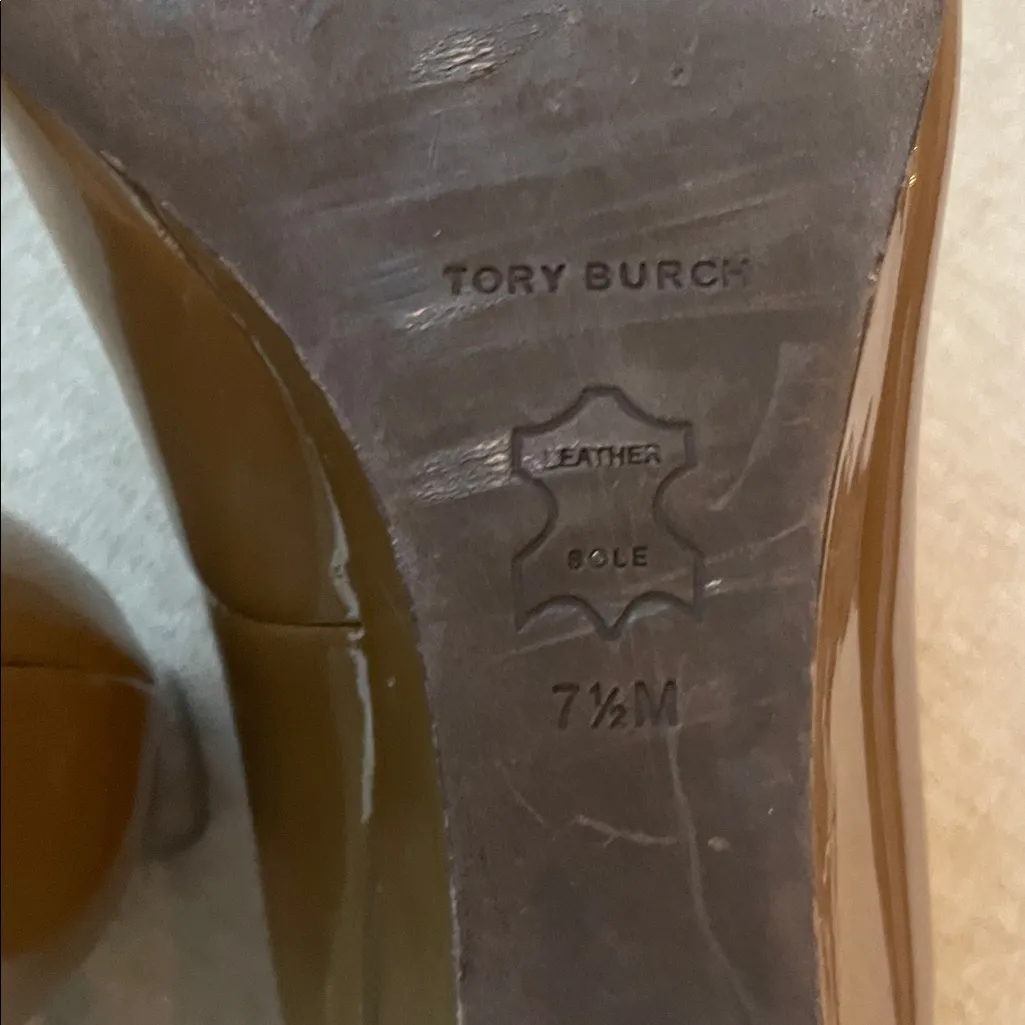 TORY BURCH
LEATHER
SOLE
7½M